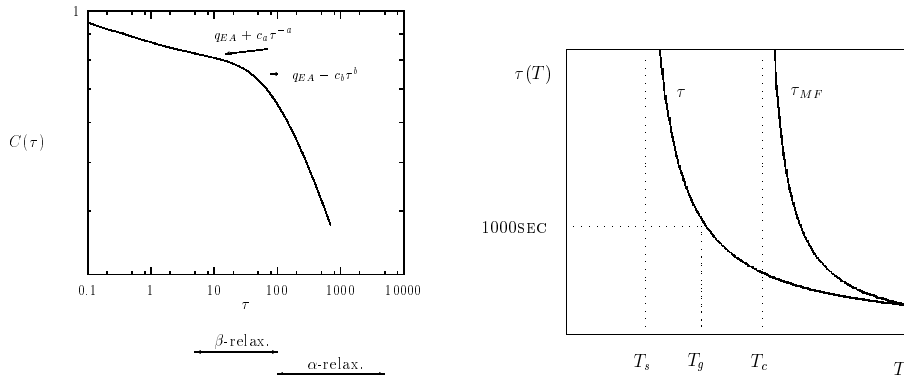 1
q_{EA} + c_a τ^{-a}
q_{EA} − c_b τ^b
C(τ)
0.1 1 10 100 1000 10000
τ
β-relax.
α-relax.
τ(T)
τ
τ_{MF}
1000SEC
T_s T_g T_c T